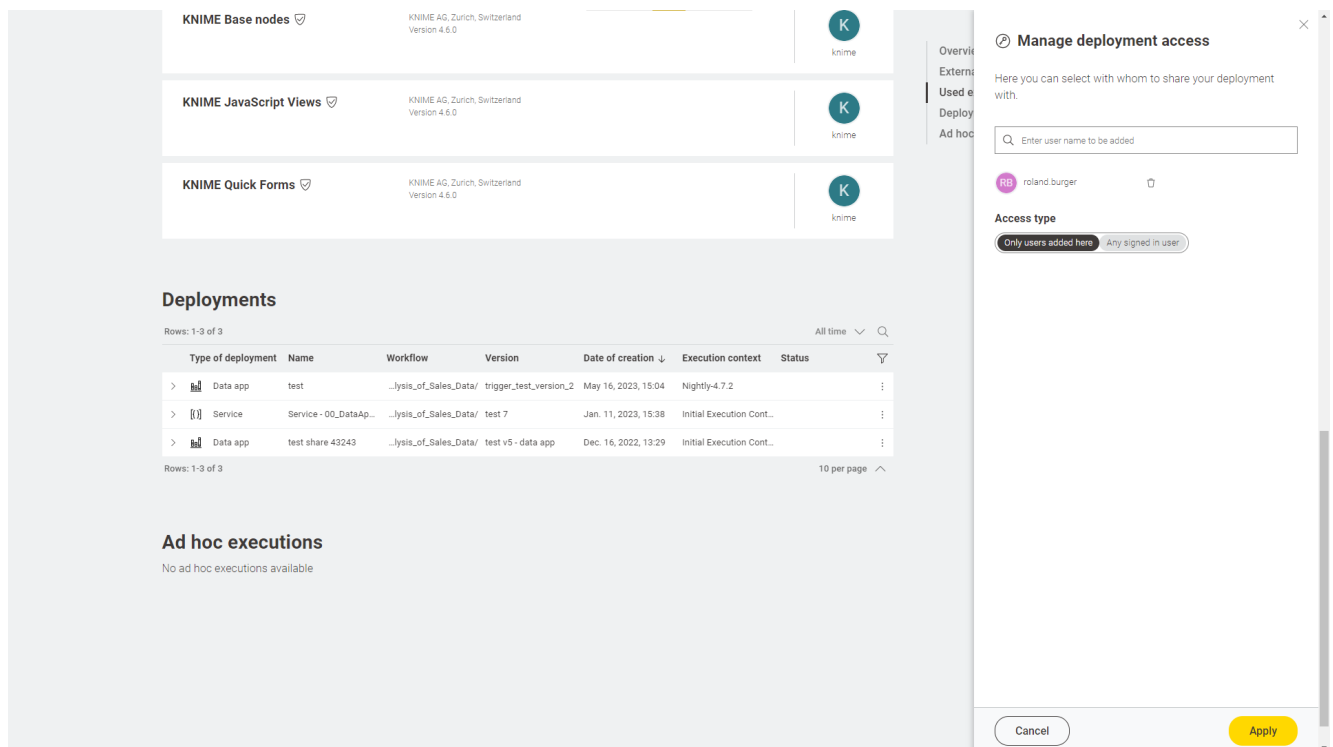 KNIME Base nodes
KNIME AG, Zurich, Switzerland
Version 4.6.0
K
knime
KNIME JavaScript Views
KNIME AG, Zurich, Switzerland
Version 4.6.0
K
knime
KNIME Quick Forms
KNIME AG, Zurich, Switzerland
Version 4.6.0
K
knime
Deployments
Rows: 1-3 of 3
All time
Type of deployment Name Workflow Version Date of creation ↓ Execution context Status
Data app test ...lysis_of_Sales_Data/ trigger_test_version_2 May 16, 2023, 15:04 Nightly-4.7.2
[()] Service Service - 00_DataAp... ...lysis_of_Sales_Data/ test 7 Jan. 11, 2023, 15:38 Initial Execution Cont...
Data app test share 43243 ...lysis_of_Sales_Data/ test v5 - data app Dec. 16, 2022, 13:29 Initial Execution Cont...
Rows: 1-3 of 3
10 per page
Ad hoc executions
No ad hoc executions available
Overvi
Externa
Used e
Deploy
Ad hoc
Manage deployment access
Here you can select with whom to share your deployment
with.
Enter user name to be added
RB roland.burger
Access type
Only users added here Any signed in user
Cancel
Apply